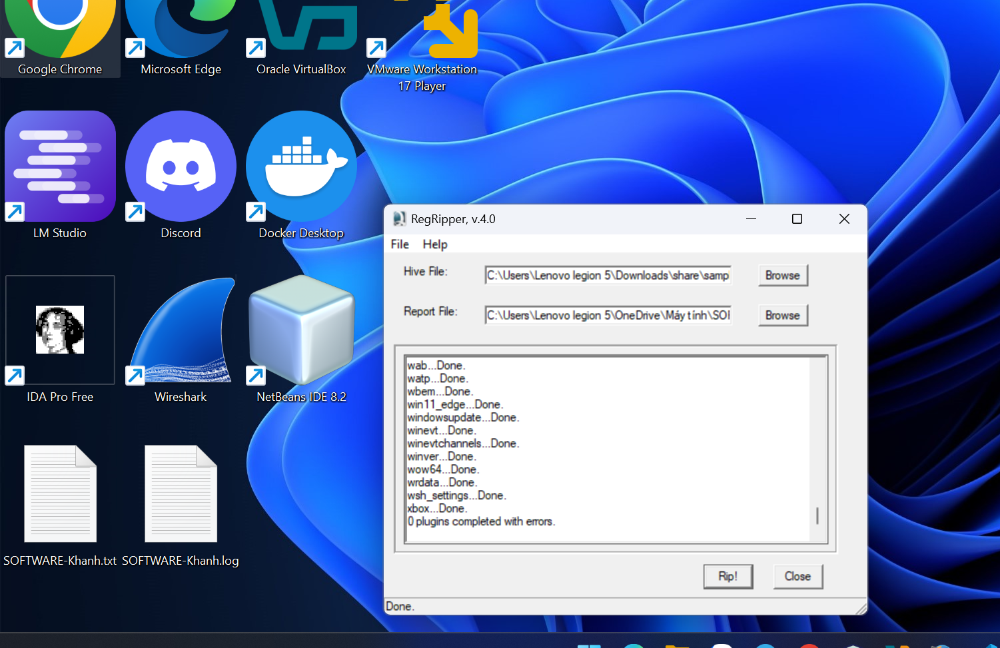 Google Chrome
Microsoft Edge
Oracle VirtualBox
VMware Workstation
17 Player
LM Studio
Discord
Docker Desktop
IDA Pro Free
Wireshark
NetBeans IDE 8.2
SOFTWARE-Khanh.txt
SOFTWARE-Khanh.log
RegRipper, v.4.0
File Help
Hive File: C:\Users\Lenovo legion 5\Downloads\share\samp Browse
Report File: C:\Users\Lenovo legion 5\OneDrive\Máy tính\SOF Browse
wab...Done.
watp...Done.
wbem...Done.
win11_edge...Done.
windowsupdate...Done.
winevt...Done.
winevtchannels...Done.
winver...Done.
wow64...Done.
wrdata...Done.
wsh_settings...Done.
xbox...Done.
0 plugins completed with errors.
Rip! Close
Done.